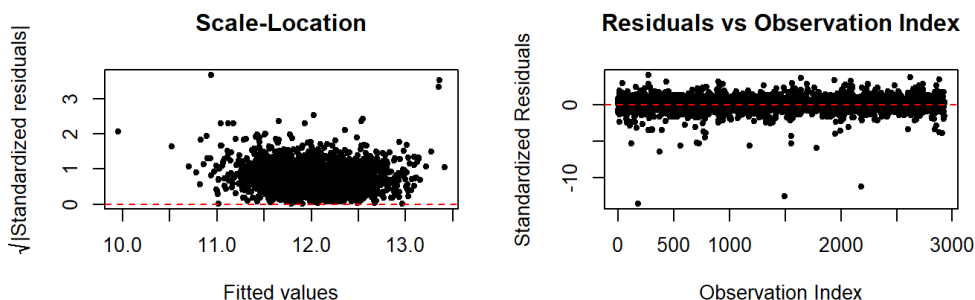 Scale-Location
√|Standardized residuals|
3
2
1
0
10.0 11.0 12.0 13.0
Fitted values
Residuals vs Observation Index
Standardized Residuals
0
-10
0 500 1000 2000 3000
Observation Index